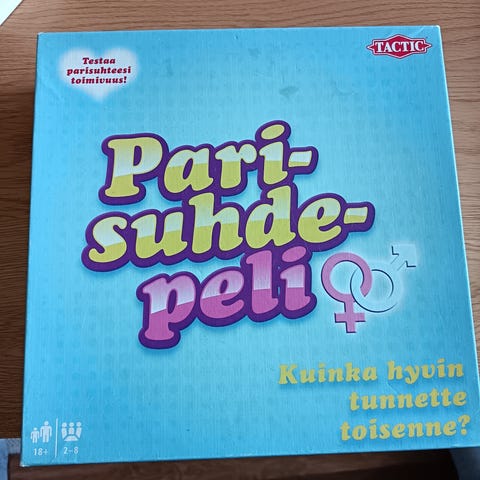 Testaa
parisuhteesi
toimivuus!
TACTIC
Pari-
suhde-
peli
Kuinka hyvin
tunnette
toisenne?
18+
2-8